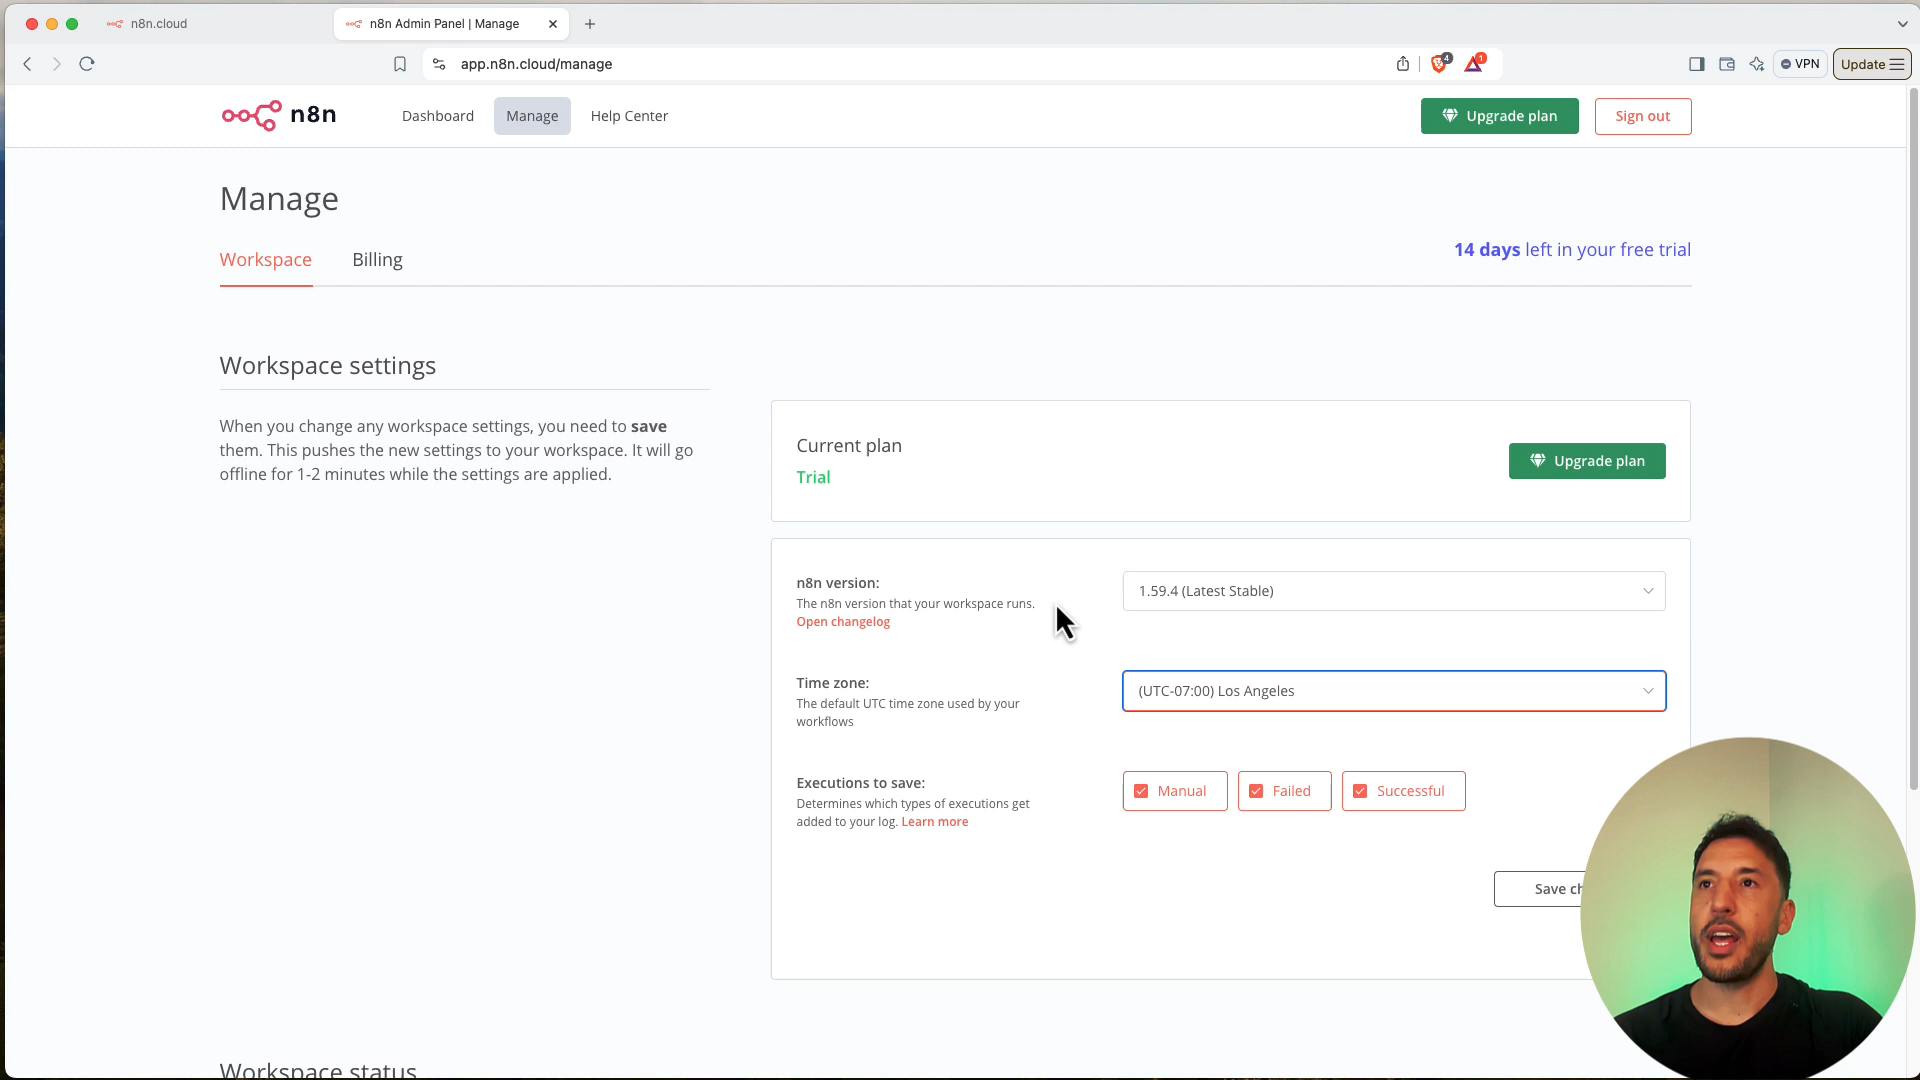 n8n.cloud
n8n Admin Panel | Manage
app.n8n.cloud/manage
4
1
VPN
Update
n8n
Dashboard
Manage
Help Center
Upgrade plan
Sign out
Manage
Workspace
Billing
14 days left in your free trial
Workspace settings
When you change any workspace settings, you need to save
them. This pushes the new settings to your workspace. It will go
offline for 1-2 minutes while the settings are applied.
Current plan
Trial
Upgrade plan
n8n version:
The n8n version that your workspace runs.
Open changelog
1.59.4 (Latest Stable)
Time zone:
The default UTC time zone used by your
workflows
(UTC-07:00) Los Angeles
Executions to save:
Determines which types of executions get
added to your log. Learn more
Manual
Failed
Successful
Save
Workspace status